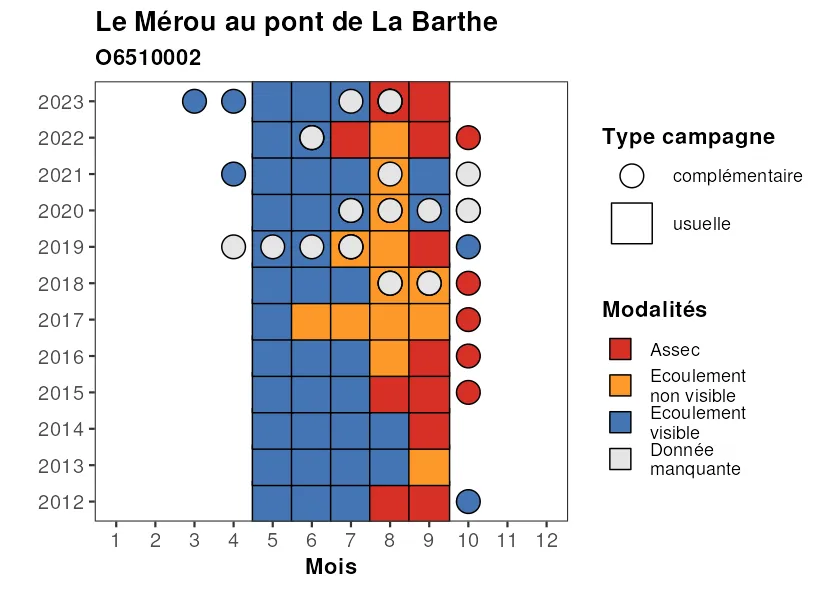 Le Mérou au pont de La Barthe
O6510002
2023
2022
2021
2020
2019
2018
2017
2016
2015
2014
2013
2012
1 2 3 4 5 6 7 8 9 10 11 12
Mois
Type campagne
complémentaire
usuelle
Modalités
Assec
Ecoulement
non visible
Ecoulement
visible
Donnée
manquante